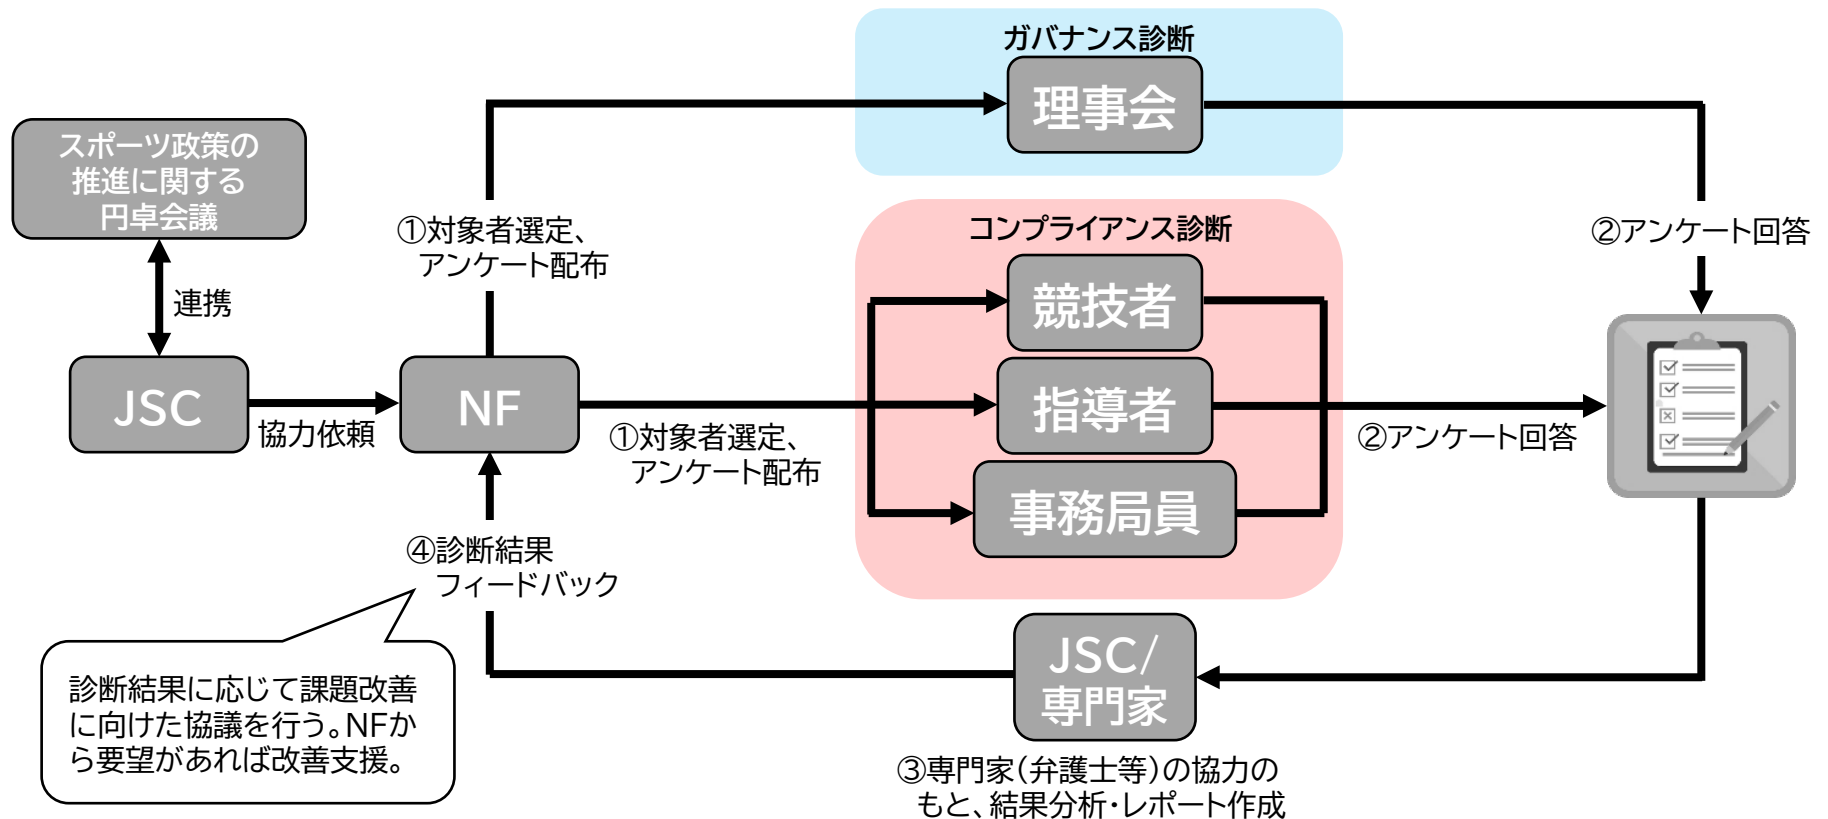 ガバナンス診断
理事会
スポーツ政策の
推進に関する
円卓会議
連携
JSC
協力依頼
NF
①対象者選定、
アンケート配布
①対象者選定、
アンケート配布
コンプライアンス診断
競技者
指導者
事務局員
②アンケート回答
②アンケート回答
JSC/
専門家
③専門家(弁護士等)の協力の
もと、結果分析・レポート作成
④診断結果
フィードバック
診断結果に応じて課題改善
に向けた協議を行う。NFか
ら要望があれば改善支援。